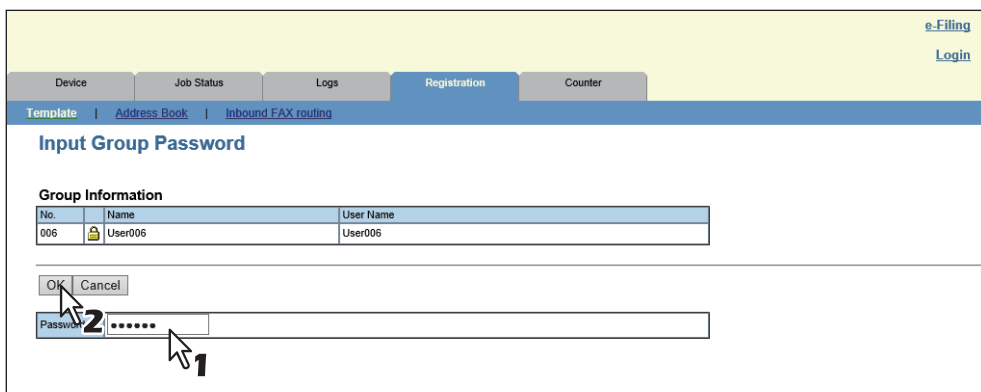 e-Filing
Login
Device Job Status Logs Registration Counter
Template | Address Book | Inbound FAX routing
Input Group Password
Group Information
No. Name User Name
006 User006 User006
OK Cancel
2
Password ••••••
1